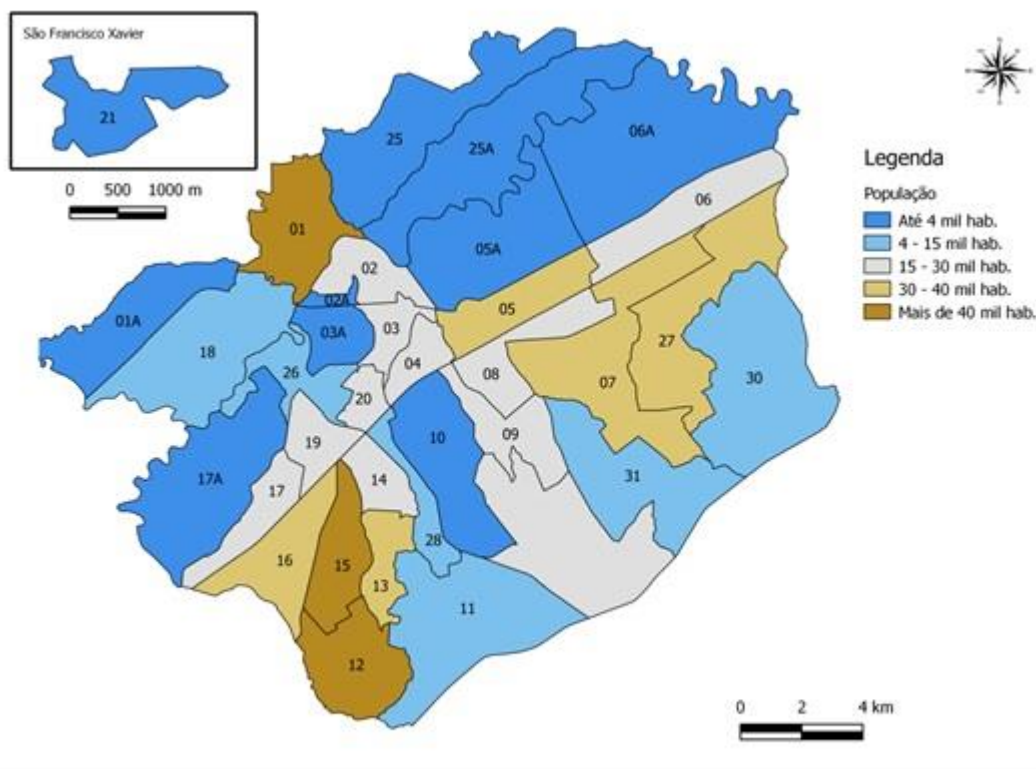 São Francisco Xavier
21
0 500 1000 m
25
25A
06A
06
01
02
05A
02A
05
01A
03A
03
18
04
27
26
08
07
30
20
10
19
09
17A
17
14
31
28
16
15
13
11
12
Legenda
População
Até 4 mil hab.
4 - 15 mil hab.
15 - 30 mil hab.
30 - 40 mil hab.
Mais de 40 mil hab.
0 2 4 km